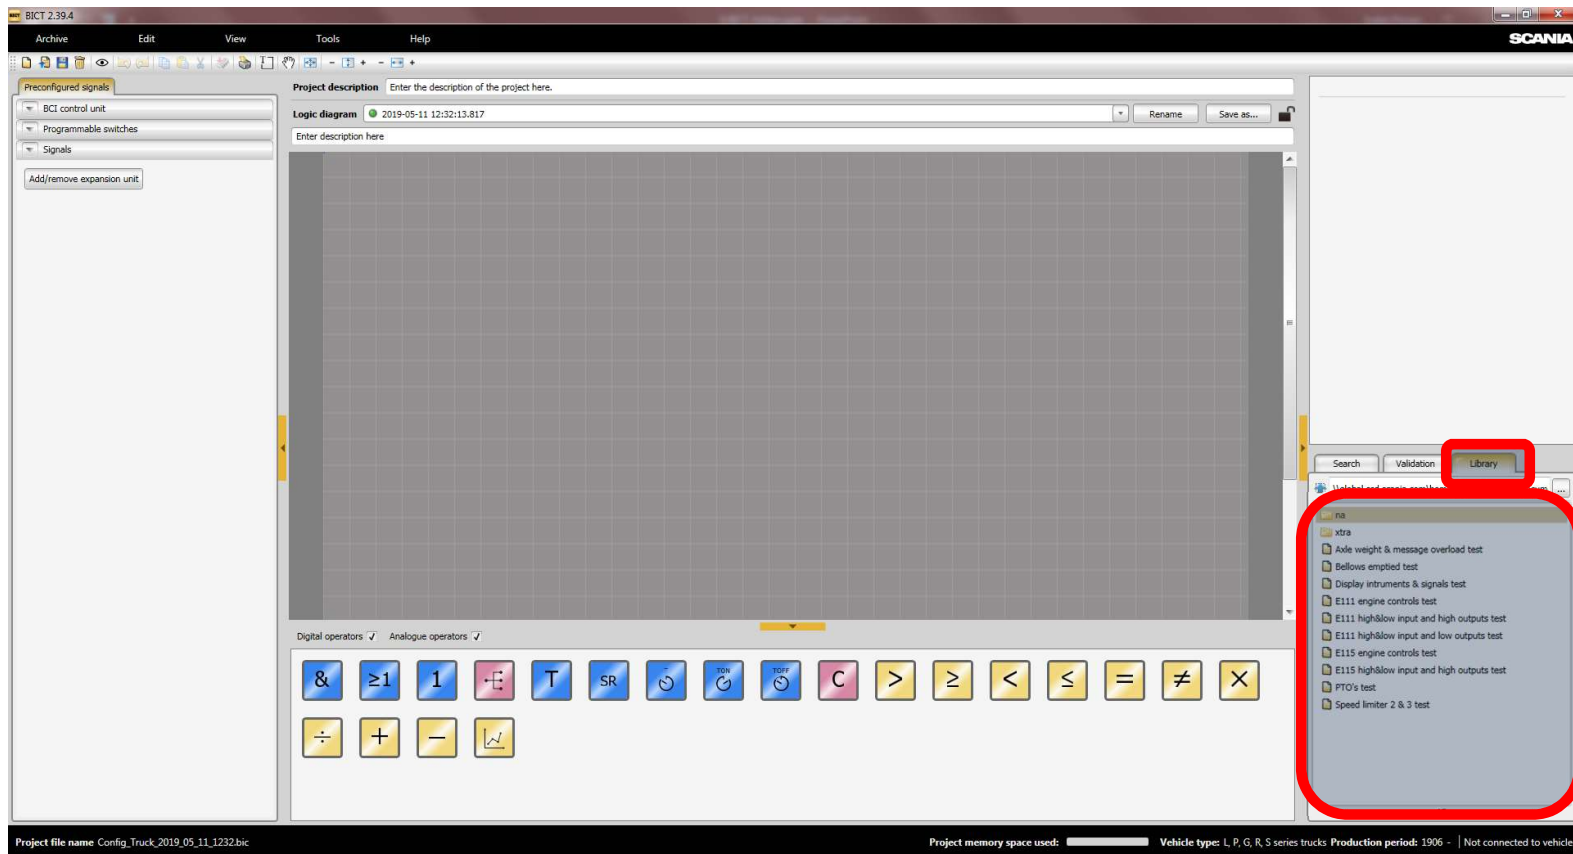 BICT BICT 2.39.4
Archive Edit View Tools Help SCANIA
Preconfigured signals
BCI control unit
Programmable switches
Signals
Add/remove expansion unit
Project description Enter the description of the project here.
Logic diagram 2019-05-11 12:32:13.817 Rename Save as...
Enter description here
Digital operators Analogue operators
& ≥1 1 T SR TON TOFF C > ≥ < ≤ = ≠ ×
÷ + −
Search Validation Library
...
na
xtra
Axle weight & message overload test
Bellows emptied test
Display intruments & signals test
E111 engine controls test
E111 high&low input and high outputs test
E111 high&low input and low outputs test
E115 engine controls test
E115 high&low input and high outputs test
PTO's test
Speed limiter 2 & 3 test
Project file name Config_Truck_2019_05_11_1232.bic Project memory space used: Vehicle type: L, P, G, R, S series trucks Production period: 1906 - | Not connected to vehicle